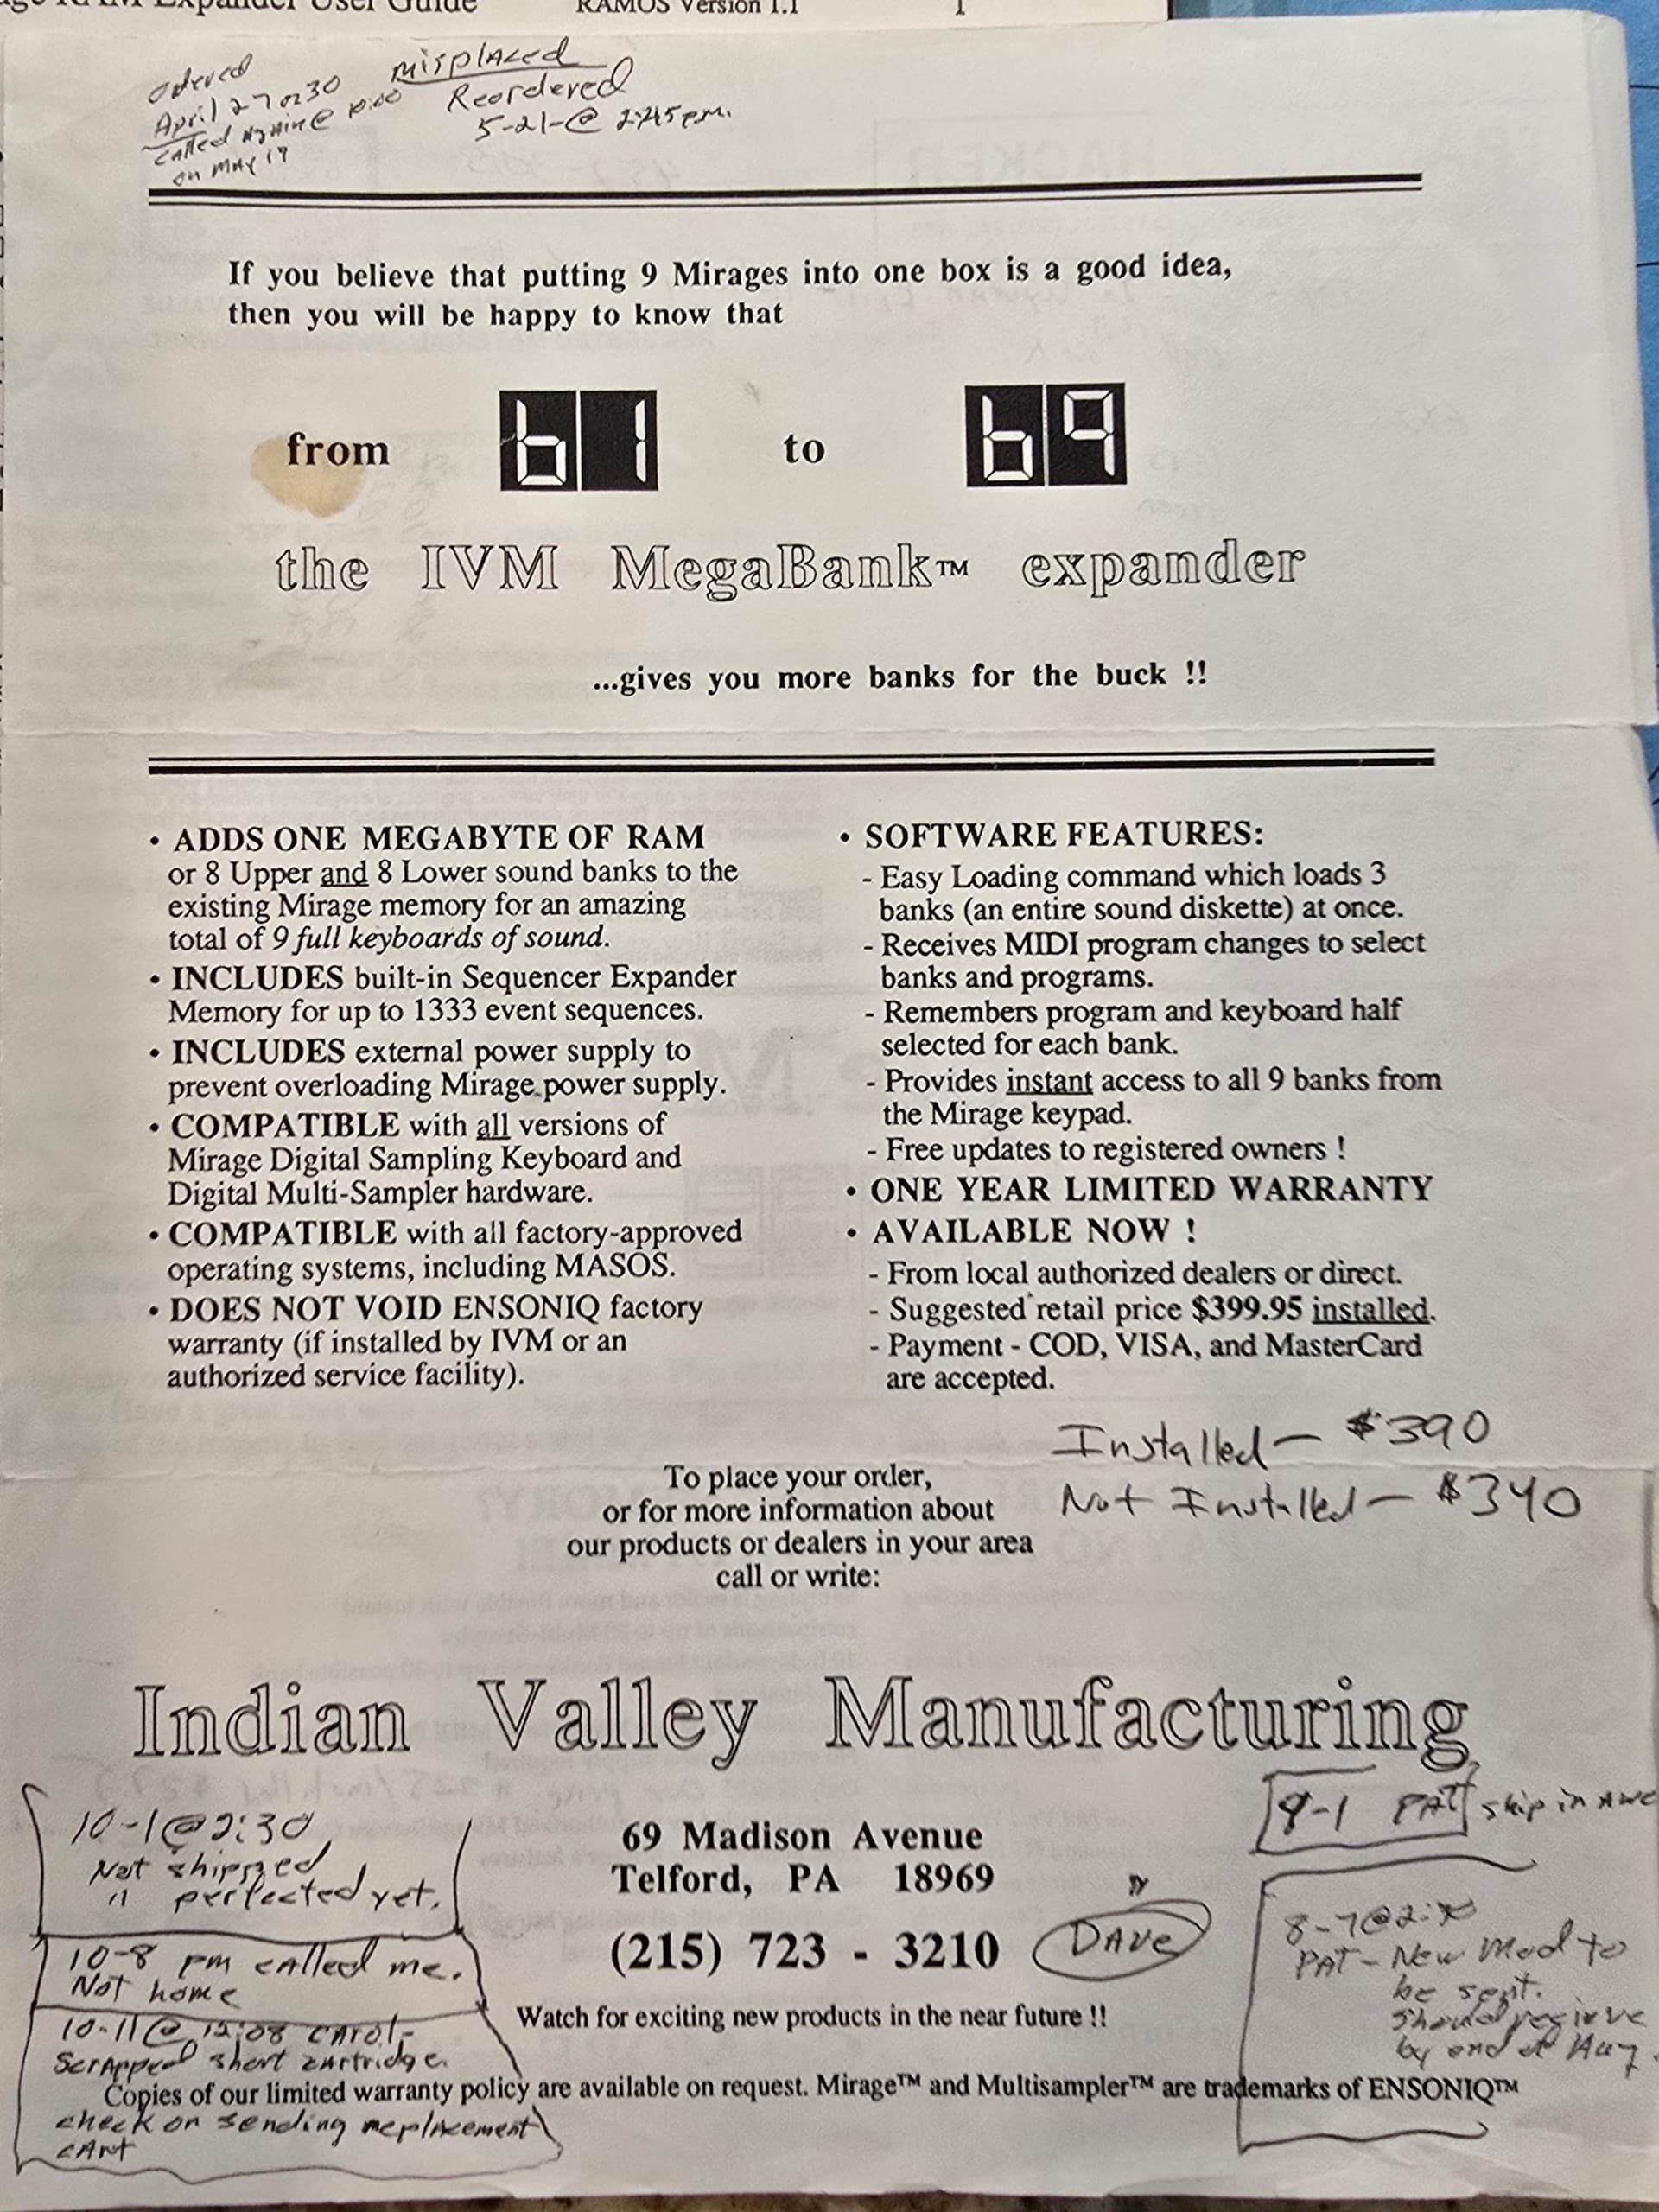 RAM Expander User Guide RAMOS Version 1.1 1
April 27 or 30
called again @ 10:00
on may 19
misplaced
Reordered
5-21-@ 2:45 pm.
If you believe that putting 9 Mirages into one box is a good idea,
then you will be happy to know that
from b1 to b9
the IVM MegaBank™ expander
...gives you more banks for the buck !!
• ADDS ONE MEGABYTE OF RAM
or 8 Upper and 8 Lower sound banks to the
existing Mirage memory for an amazing
total of 9 full keyboards of sound.
• INCLUDES built-in Sequencer Expander
Memory for up to 1333 event sequences.
• INCLUDES external power supply to
prevent overloading Mirage power supply.
• COMPATIBLE with all versions of
Mirage Digital Sampling Keyboard and
Digital Multi-Sampler hardware.
• COMPATIBLE with all factory-approved
operating systems, including MASOS.
• DOES NOT VOID ENSONIQ factory
warranty (if installed by IVM or an
authorized service facility).
• SOFTWARE FEATURES:
- Easy Loading command which loads 3
banks (an entire sound diskette) at once.
- Receives MIDI program changes to select
banks and programs.
- Remembers program and keyboard half
selected for each bank.
- Provides instant access to all 9 banks from
the Mirage keypad.
- Free updates to registered owners !
• ONE YEAR LIMITED WARRANTY
• AVAILABLE NOW !
- From local authorized dealers or direct.
- Suggested retail price $399.95 installed.
- Payment - COD, VISA, and MasterCard
are accepted.
Installed - $390
Not Installed - $340
To place your order,
or for more information about
our products or dealers in your area
call or write:
Indian Valley Manufacturing
69 Madison Avenue
Telford, PA 18969
(215) 723 - 3210
DAVE
Watch for exciting new products in the near future !!
10-1@2:30
Not shipped
" perfected yet.
10-8 pm called me.
Not home
10-11@ 12:08 CAROL-
Scrapped short cartridge.
check on sending
cart
9-1 PAT ship in
8-7@2:
PAT - New Mod to
be sent.
Should
by end of Aug.
Copies of our limited warranty policy are available on request. Mirage™ and Multisampler™ are trademarks of ENSONIQ™